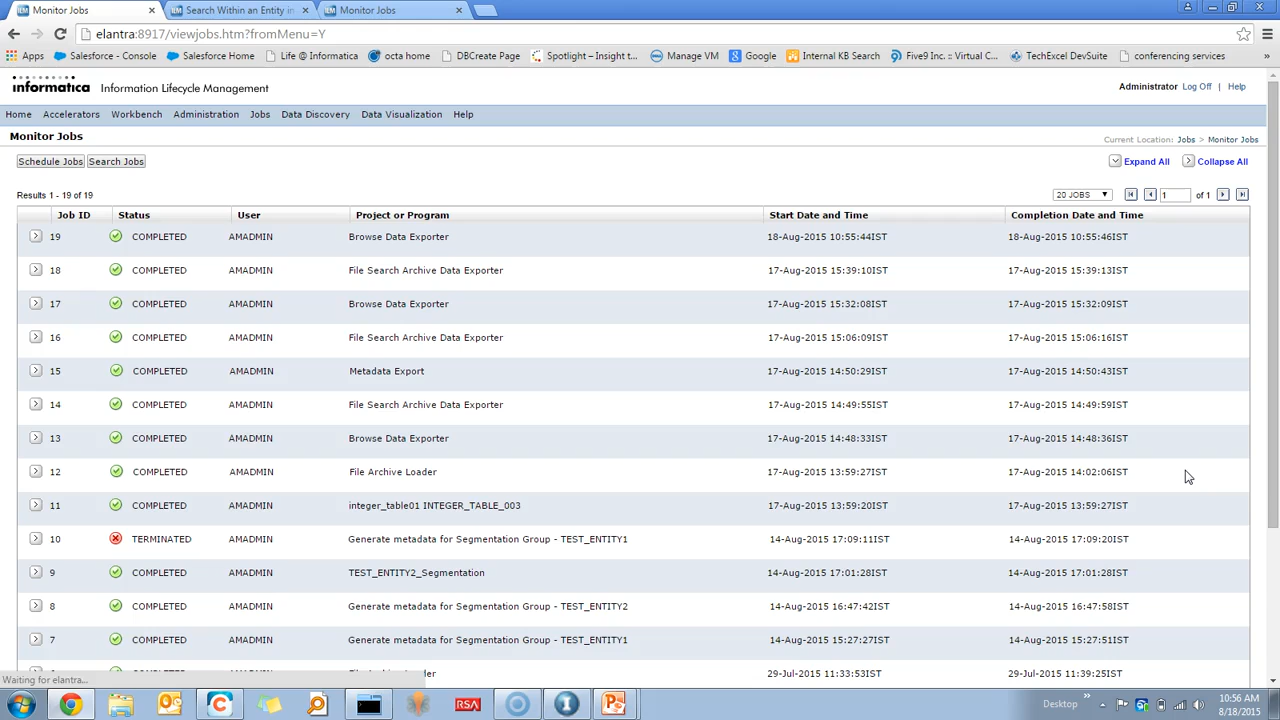 Monitor Jobs
Search Within an Entity in
Monitor Jobs
elantra:8917/viewjobs.htm?fromMenu=Y
Apps
Salesforce - Console
Salesforce Home
Life @ Informatica
octa home
DBCreate Page
Spotlight – Insight t...
Manage VM
Google
Internal KB Search
Five9 Inc. :: Virtual C...
TechExcel DevSuite
conferencing services
»
informatica Information Lifecycle Management
Administrator Log Off | Help
Home Accelerators Workbench Administration Jobs Data Discovery Data Visualization Help
Monitor Jobs
Current Location: Jobs > Monitor Jobs
Schedule Jobs Search Jobs
Expand All Collapse All
Results 1 - 19 of 19
20 JOBS 1 of 1
Job ID Status User Project or Program Start Date and Time Completion Date and Time
19 COMPLETED AMADMIN Browse Data Exporter 18-Aug-2015 10:55:44IST 18-Aug-2015 10:55:46IST
18 COMPLETED AMADMIN File Search Archive Data Exporter 17-Aug-2015 15:39:10IST 17-Aug-2015 15:39:13IST
17 COMPLETED AMADMIN Browse Data Exporter 17-Aug-2015 15:32:08IST 17-Aug-2015 15:32:09IST
16 COMPLETED AMADMIN File Search Archive Data Exporter 17-Aug-2015 15:06:09IST 17-Aug-2015 15:06:16IST
15 COMPLETED AMADMIN Metadata Export 17-Aug-2015 14:50:29IST 17-Aug-2015 14:50:43IST
14 COMPLETED AMADMIN File Search Archive Data Exporter 17-Aug-2015 14:49:55IST 17-Aug-2015 14:49:59IST
13 COMPLETED AMADMIN Browse Data Exporter 17-Aug-2015 14:48:33IST 17-Aug-2015 14:48:36IST
12 COMPLETED AMADMIN File Archive Loader 17-Aug-2015 13:59:27IST 17-Aug-2015 14:02:06IST
11 COMPLETED AMADMIN integer_table01 INTEGER_TABLE_003 17-Aug-2015 13:59:20IST 17-Aug-2015 13:59:27IST
10 TERMINATED AMADMIN Generate metadata for Segmentation Group - TEST_ENTITY1 14-Aug-2015 17:09:11IST 14-Aug-2015 17:09:20IST
9 COMPLETED AMADMIN TEST_ENTITY2_Segmentation 14-Aug-2015 17:01:28IST 14-Aug-2015 17:01:28IST
8 COMPLETED AMADMIN Generate metadata for Segmentation Group - TEST_ENTITY2 14-Aug-2015 16:47:42IST 14-Aug-2015 16:47:58IST
7 COMPLETED AMADMIN Generate metadata for Segmentation Group - TEST_ENTITY1 14-Aug-2015 15:27:27IST 14-Aug-2015 15:27:51IST
29-Jul-2015 11:33:53IST 29-Jul-2015 11:39:25IST
Waiting for elantra...
RSA
Desktop »
10:56 AM
8/18/2015